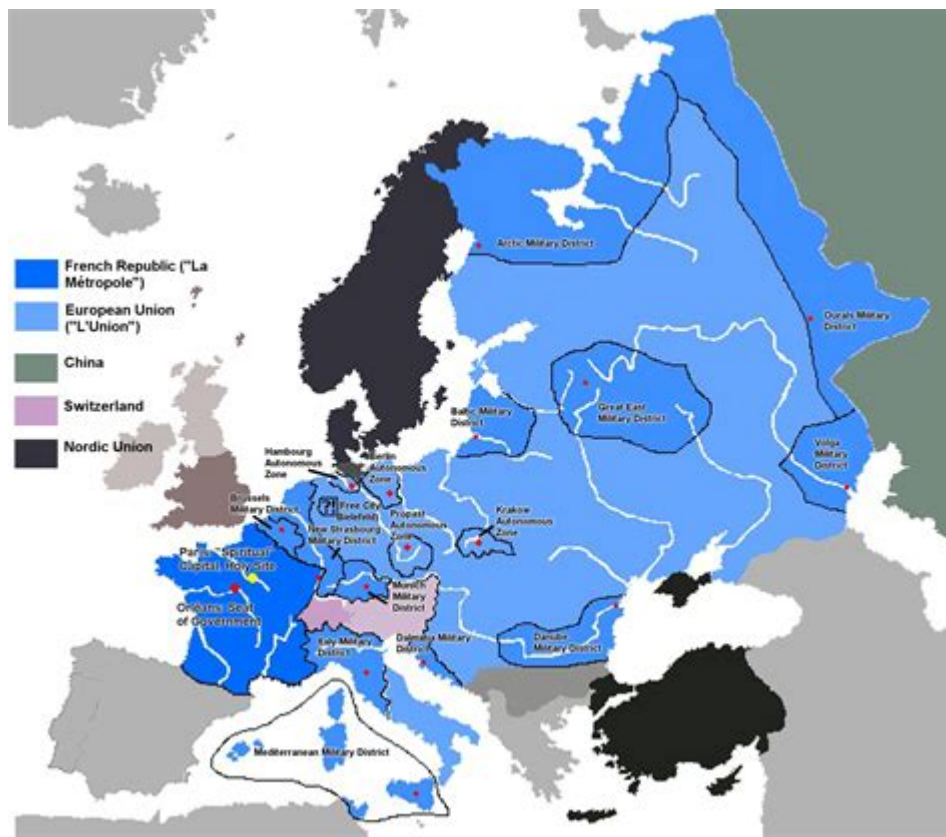 French Republic ("La
Métropole")
European Union
("L'Union")
China
Switzerland
Nordic Union
Arctic Military District
Ourals Military
District
Baltic Military
District
Great East
Military District
Volga
Military
District
Hambourg
Autonomous
Zone
Berlin
Autonomous
Zone
Brussels
Military District
?!
(Free City
Bielefeld)
New Strasbourg
Military District
Propast
Autonomous
Zone
Krakow
Autonomous
Zone
Paris: "Spiritual"
Capital, Holy Site
Orléans: Seat
of Government
Munich
Military
District
Italy Military
District
Dalmatia Military
District
Danube
Military District
Mediterranean Military District